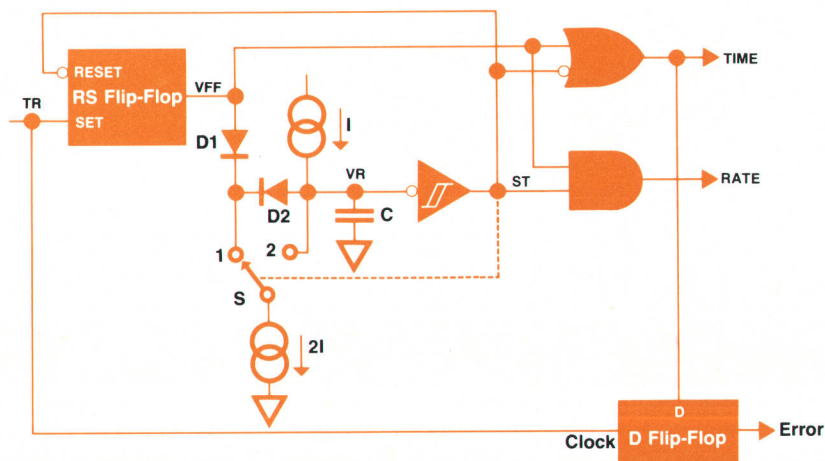 RESET
RS Flip-Flop
SET
TR
VFF
D1
I
D2
VR
C
ST
1
2
S
2I
TIME
RATE
D
Clock
D Flip-Flop
Error